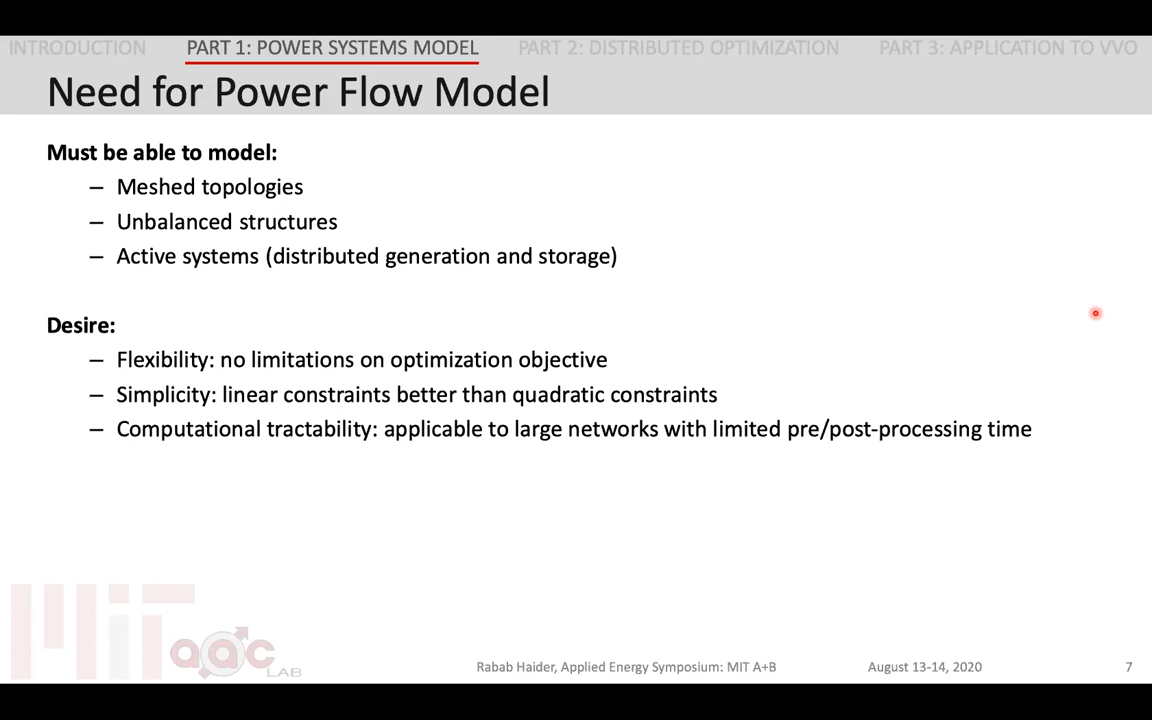 INTRODUCTION PART 1: POWER SYSTEMS MODEL PART 2: DISTRIBUTED OPTIMIZATION PART 3: APPLICATION TO VVO
Need for Power Flow Model
Must be able to model:
– Meshed topologies
– Unbalanced structures
– Active systems (distributed generation and storage)
Desire:
– Flexibility: no limitations on optimization objective
– Simplicity: linear constraints better than quadratic constraints
– Computational tractability: applicable to large networks with limited pre/post-processing time
MIT
aac LAB
Rabab Haider, Applied Energy Symposium: MIT A+B August 13-14, 2020 7